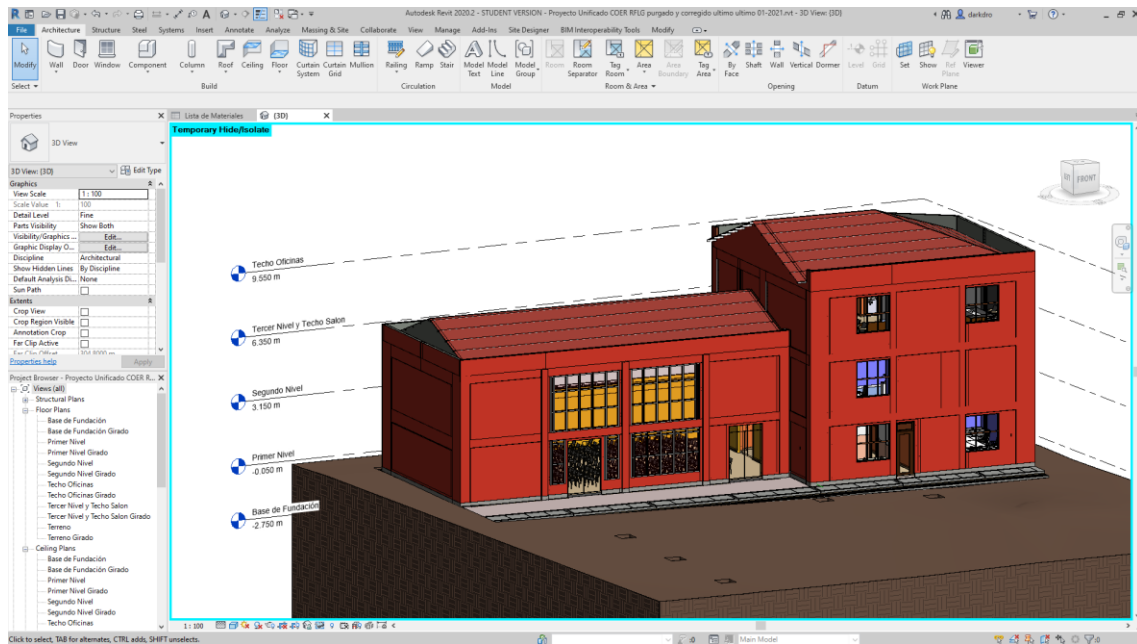 Autodesk Revit 2020.2 - STUDENT VERSION - Proyecto Unificado COER RFLG purgado y corregido ultimo ultimo 01-2021.rvt - 3D View: {3D}
darkdro
File Architecture Structure Steel Systems Insert Annotate Analyze Massing & Site Collaborate View Manage Add-Ins Site Designer BIM Interoperability Tools Modify
Modify Wall Door Window Component Column Roof Ceiling Floor Curtain System Curtain Grid Mullion Railing Ramp Stair Model Text Model Line Model Group Room Room Separator Tag Room Area Area Boundary Tag Area By Face Shaft Wall Vertical Dormer Level Grid Set Show Ref Plane Viewer
Select Build Circulation Model Room & Area Opening Datum Work Plane
Properties
Lista de Materiales
{3D}
3D View
3D View: {3D}
Edit Type
Graphics
View Scale 1 : 100
Scale Value 1: 100
Detail Level Fine
Parts Visibility Show Both
Visibility/Graphics ... Edit...
Graphic Display O... Edit...
Discipline Architectural
Show Hidden Lines By Discipline
Default Analysis Di... None
Sun Path
Extents
Crop View
Crop Region Visible
Annotation Crop
Far Clip Active
Far Clip Offset 304.8000 m
Properties help Apply
Project Browser - Proyecto Unificado COER R...
Views (all)
Structural Plans
Floor Plans
Base de Fundación
Base de Fundación Girado
Primer Nivel
Primer Nivel Girado
Segundo Nivel
Segundo Nivel Girado
Techo Oficinas
Techo Oficinas Girado
Tercer Nivel y Techo Salon
Tercer Nivel y Techo Salon Girado
Terreno
Terreno Girado
Ceiling Plans
Base de Fundación
Base de Fundación Girado
Primer Nivel
Primer Nivel Girado
Segundo Nivel
Segundo Nivel Girado
Techo Oficinas
Temporary Hide/Isolate
Techo Oficinas
9.550 m
Tercer Nivel y Techo Salon
6.350 m
Segundo Nivel
3.150 m
Primer Nivel
-0.050 m
Base de Fundación
-2.750 m
FRONT
1 : 100
Click to select, TAB for alternates, CTRL adds, SHIFT unselects.
:0
Main Model
:0